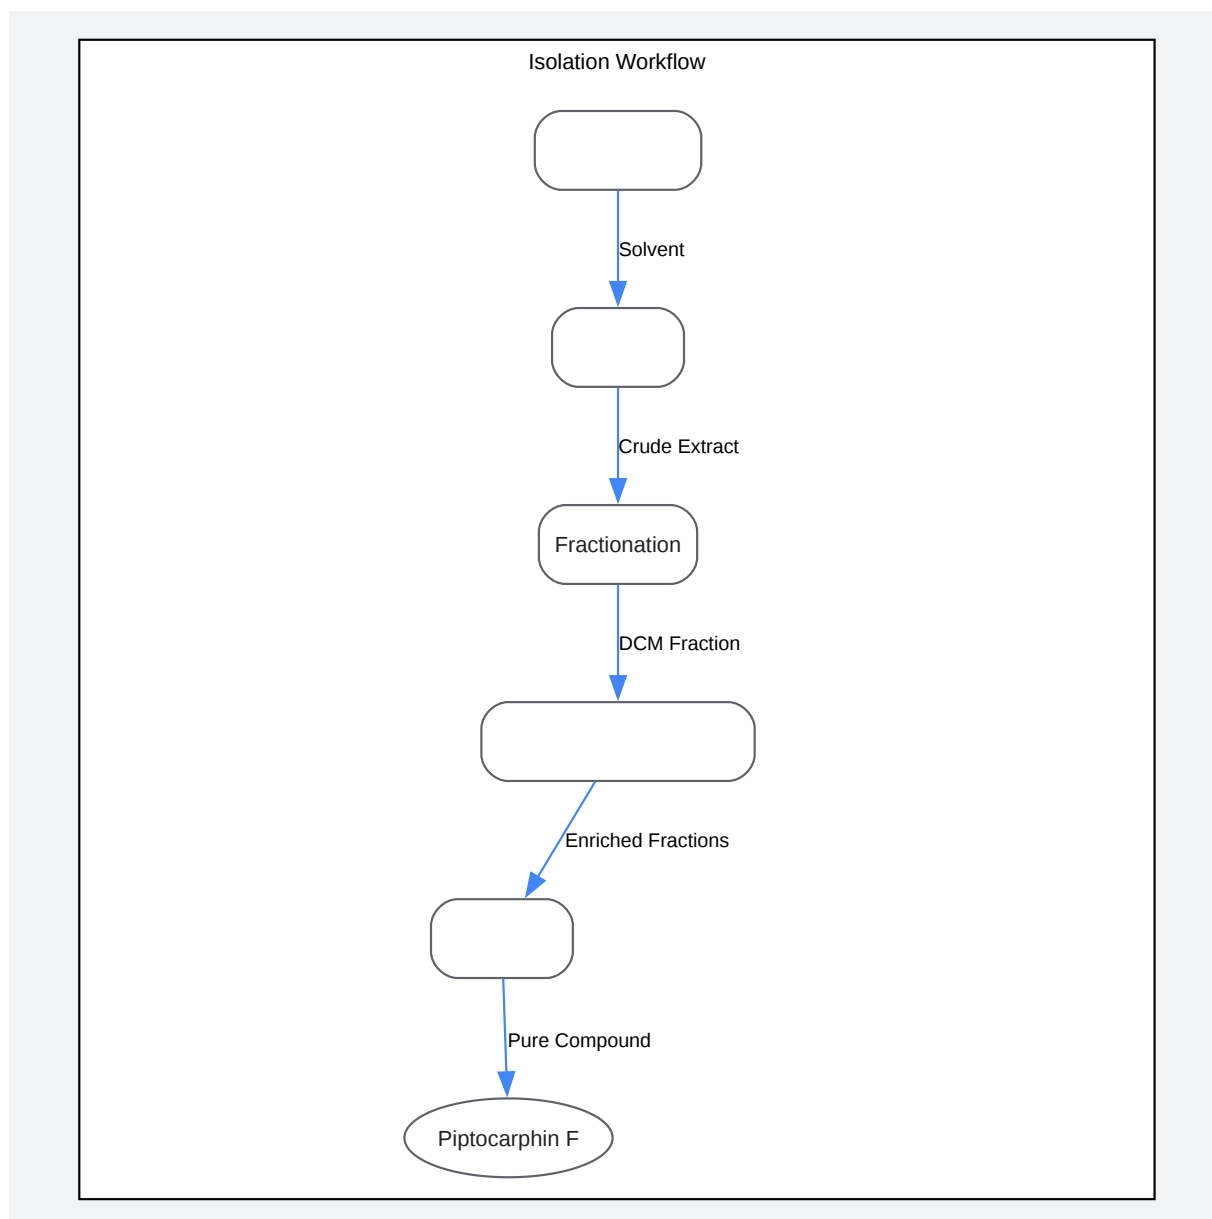 Isolation Workflow
Solvent
Crude Extract
Fractionation
DCM Fraction
Enriched Fractions
Pure Compound
Piptocarphin F